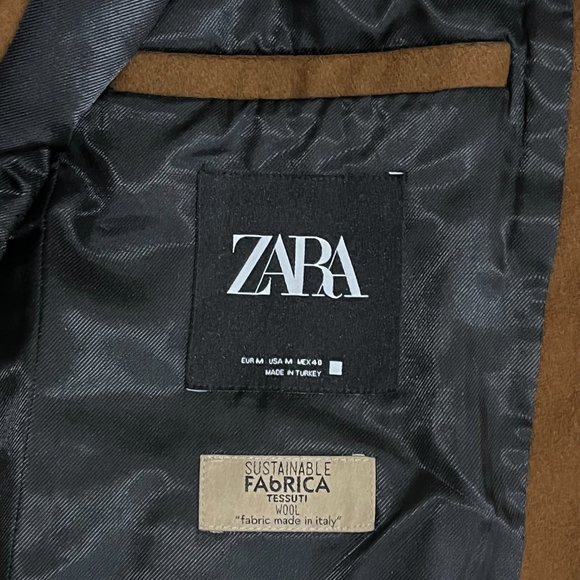 ZARA
EUR M USA M MEX 40
MADE IN TURKEY
SUSTAINABLE
FAbRICA
TESSUTI
WOOL
"fabric made in italy"